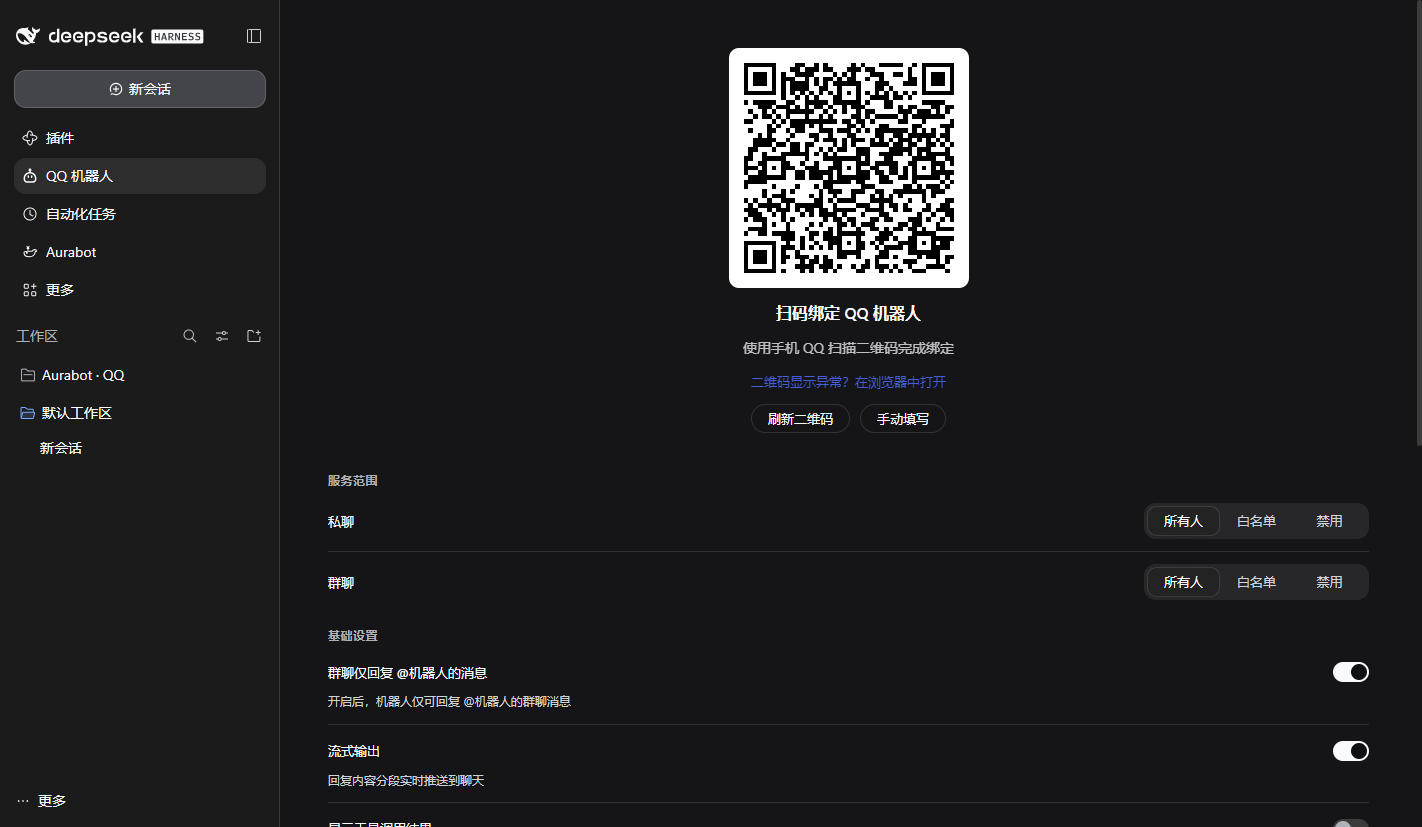 deepseek HARNESS
新会话
插件
QQ 机器人
自动化任务
Aurabot
更多
工作区
Aurabot · QQ
默认工作区
新会话
更多
扫码绑定 QQ 机器人
使用手机 QQ 扫描二维码完成绑定
二维码显示异常？在浏览器中打开
刷新二维码 手动填写
服务范围
私聊 所有人 白名单 禁用
群聊 所有人 白名单 禁用
基础设置
群聊仅回复 @机器人的消息
开启后，机器人仅可回复 @机器人的群聊消息
流式输出
回复内容分段实时推送到聊天